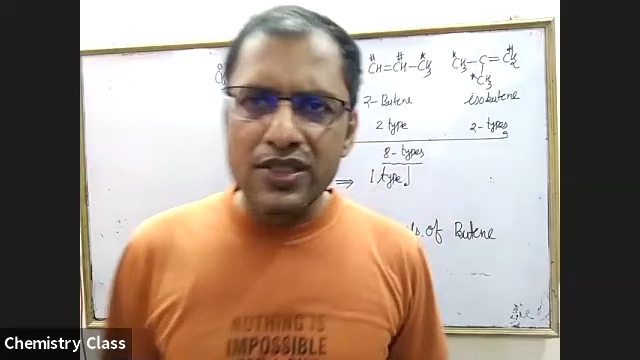 CH=CH-CH3 CH3-C=CH2
CH3
2-Butene isobutene
2 type 2-types
8-types
⇒ 1 type
of Butene
NOTHING IS
IMPOSSIBLE
Chemistry Class